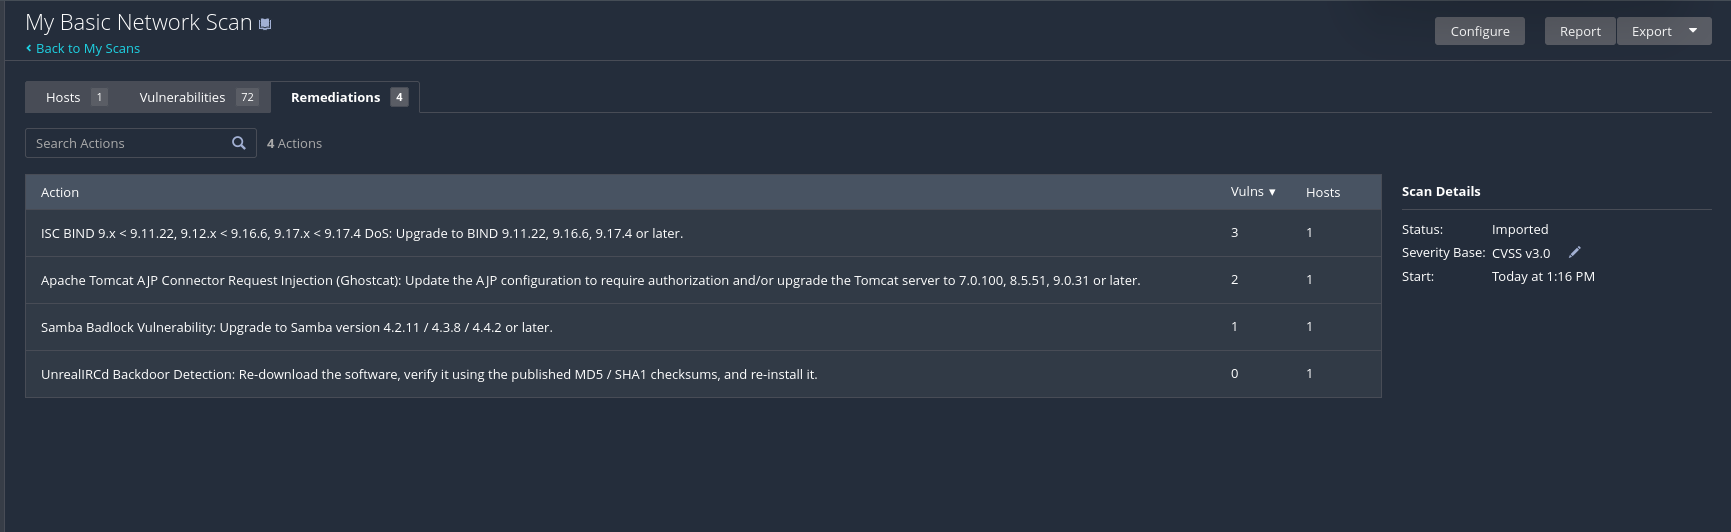 My Basic Network Scan
Back to My Scans
Configure
Report
Export
Hosts 1
Vulnerabilities 72
Remediations 4
Search Actions
4 Actions
Action Vulns ▼ Hosts
ISC BIND 9.x < 9.11.22, 9.12.x < 9.16.6, 9.17.x < 9.17.4 DoS: Upgrade to BIND 9.11.22, 9.16.6, 9.17.4 or later. 3 1
Apache Tomcat AJP Connector Request Injection (Ghostcat): Update the AJP configuration to require authorization and/or upgrade the Tomcat server to 7.0.100, 8.5.51, 9.0.31 or later. 2 1
Samba Badlock Vulnerability: Upgrade to Samba version 4.2.11 / 4.3.8 / 4.4.2 or later. 1 1
UnrealIRCd Backdoor Detection: Re-download the software, verify it using the published MD5 / SHA1 checksums, and re-install it. 0 1
Scan Details
Status: Imported
Severity Base: CVSS v3.0
Start: Today at 1:16 PM